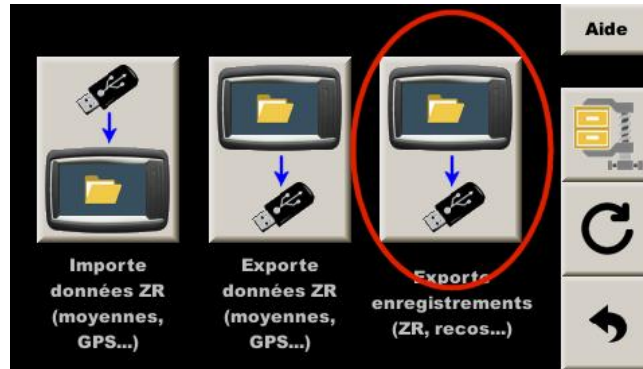 Aide
Importe
données ZR
(moyennes,
GPS...)
Exporte
données ZR
(moyennes,
GPS...)
Exporte
enregistrements
(ZR, recos...)